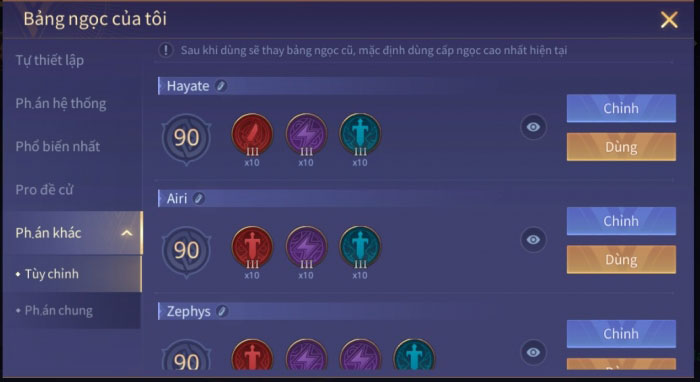 Bảng ngọc của tôi
Sau khi dùng sẽ thay bảng ngọc cũ, mặc định dùng cấp ngọc cao nhất hiện tại
Tự thiết lập
Ph.án hệ thống
Phổ biến nhất
Pro đề cử
Ph.án khác
Tùy chỉnh
Ph.án chung
Hayate
90
III
x10
III
x10
III
x10
Chỉnh
Dùng
Airi
90
III
x10
III
x10
III
x10
Chỉnh
Dùng
Zephys
90
Chỉnh